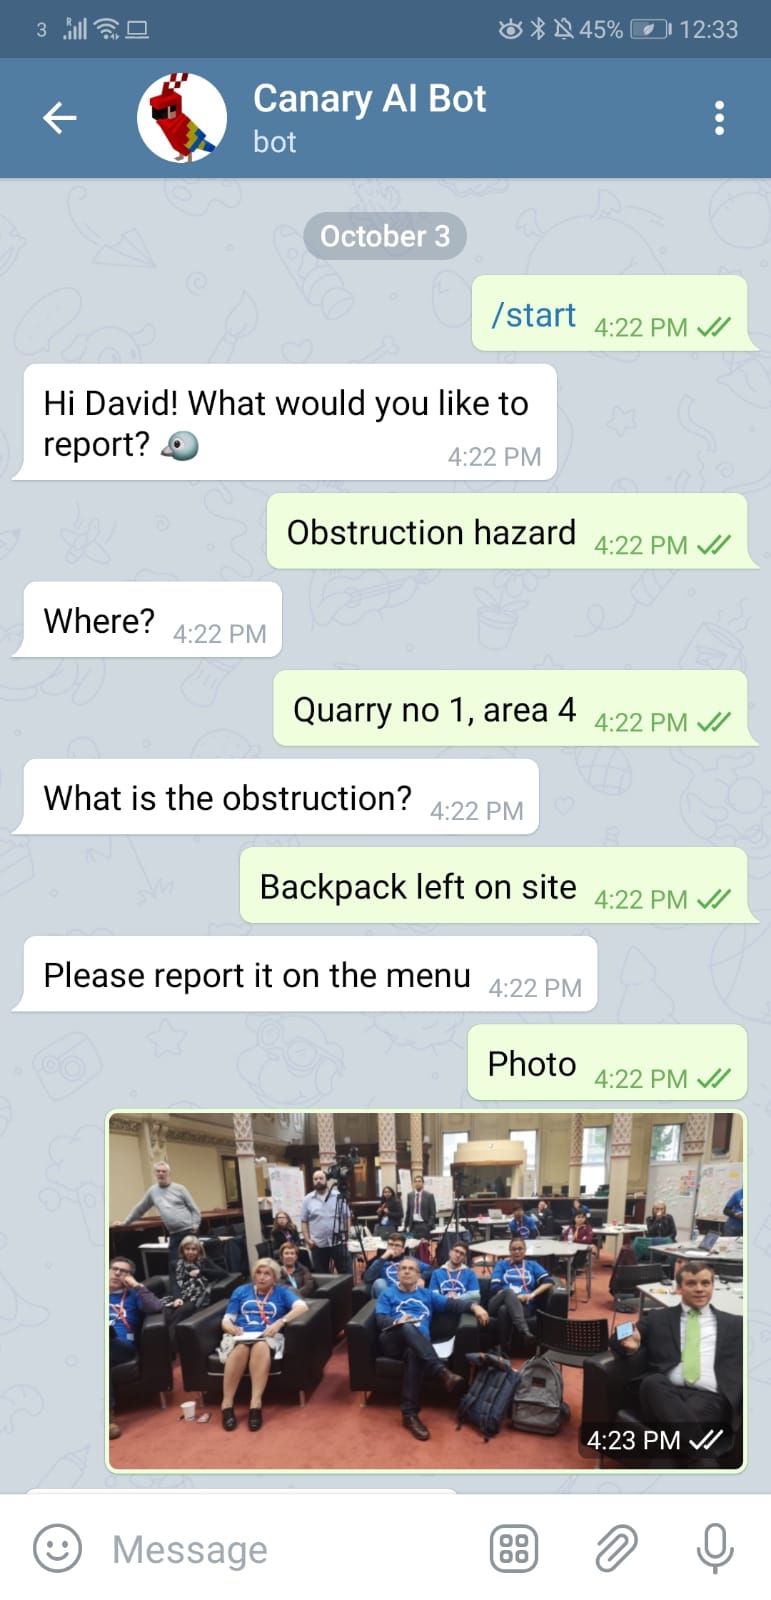 3 R 45% 12:33
Canary AI Bot
bot
October 3
/start 4:22 PM
Hi David! What would you like to
report? 4:22 PM
Obstruction hazard 4:22 PM
Where? 4:22 PM
Quarry no 1, area 4 4:22 PM
What is the obstruction? 4:22 PM
Backpack left on site 4:22 PM
Please report it on the menu 4:22 PM
Photo 4:22 PM
4:23 PM
Message